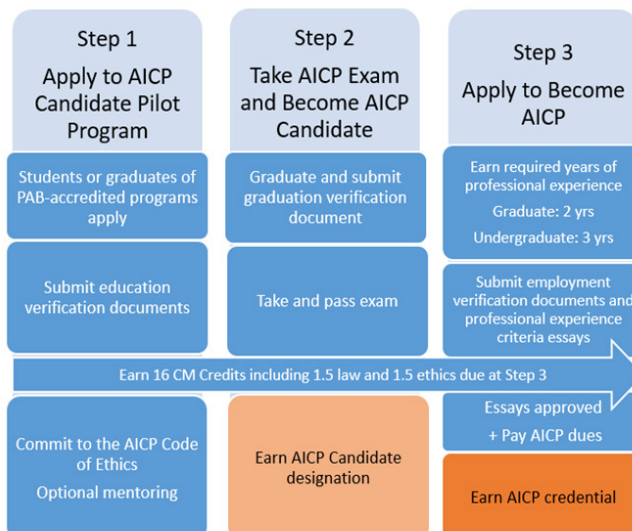 Step 1
Apply to AICP
Candidate Pilot
Program
Students or graduates of
PAB-accredited programs
apply
Submit education
verification documents
Commit to the AICP Code
of Ethics
Optional mentoring
Step 2
Take AICP Exam
and Become AICP
Candidate
Graduate and submit
graduation verification
document
Take and pass exam
Earn AICP Candidate
designation
Step 3
Apply to Become
AICP
Earn required years of
professional experience
Graduate: 2 yrs
Undergraduate: 3 yrs
Submit employment
verification documents and
professional experience
criteria essays
Earn 16 CM Credits including 1.5 law and 1.5 ethics due at Step 3
Essays approved
+ Pay AICP dues
Earn AICP credential